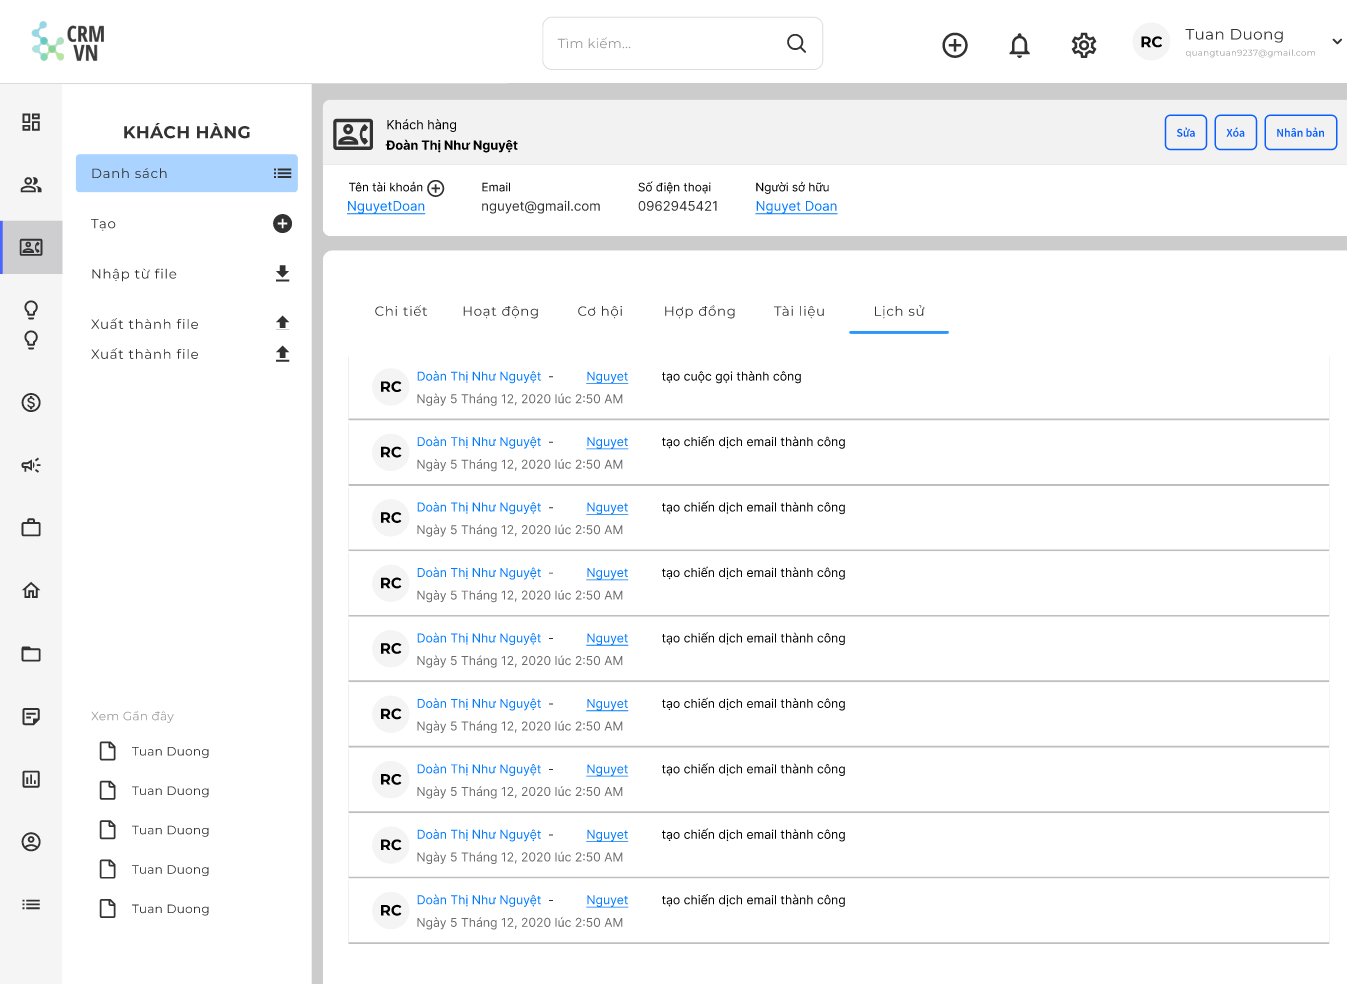 CRM
VN
Tìm kiếm...
RC
Tuan Duong
quangtuan9237@gmail.com
KHÁCH HÀNG
Danh sách
Tạo
Nhập từ file
Xuất thành file
Xuất thành file
Xem Gần đây
Tuan Duong
Tuan Duong
Tuan Duong
Tuan Duong
Tuan Duong
Khách hàng
Đoàn Thị Như Nguyệt
Sửa
Xóa
Nhân bản
Tên tài khoản
NguyetDoan
Email
nguyet@gmail.com
Số điện thoại
0962945421
Người sở hữu
Nguyet Doan
Chi tiết
Hoạt động
Cơ hội
Hợp đồng
Tài liệu
Lịch sử
RC
Doàn Thị Như Nguyệt - Nguyet tạo cuộc gọi thành công
Ngày 5 Tháng 12, 2020 lúc 2:50 AM
RC
Doàn Thị Như Nguyệt - Nguyet tạo chiến dịch email thành công
Ngày 5 Tháng 12, 2020 lúc 2:50 AM
RC
Doàn Thị Như Nguyệt - Nguyet tạo chiến dịch email thành công
Ngày 5 Tháng 12, 2020 lúc 2:50 AM
RC
Doàn Thị Như Nguyệt - Nguyet tạo chiến dịch email thành công
Ngày 5 Tháng 12, 2020 lúc 2:50 AM
RC
Doàn Thị Như Nguyệt - Nguyet tạo chiến dịch email thành công
Ngày 5 Tháng 12, 2020 lúc 2:50 AM
RC
Doàn Thị Như Nguyệt - Nguyet tạo chiến dịch email thành công
Ngày 5 Tháng 12, 2020 lúc 2:50 AM
RC
Doàn Thị Như Nguyệt - Nguyet tạo chiến dịch email thành công
Ngày 5 Tháng 12, 2020 lúc 2:50 AM
RC
Doàn Thị Như Nguyệt - Nguyet tạo chiến dịch email thành công
Ngày 5 Tháng 12, 2020 lúc 2:50 AM
RC
Doàn Thị Như Nguyệt - Nguyet tạo chiến dịch email thành công
Ngày 5 Tháng 12, 2020 lúc 2:50 AM